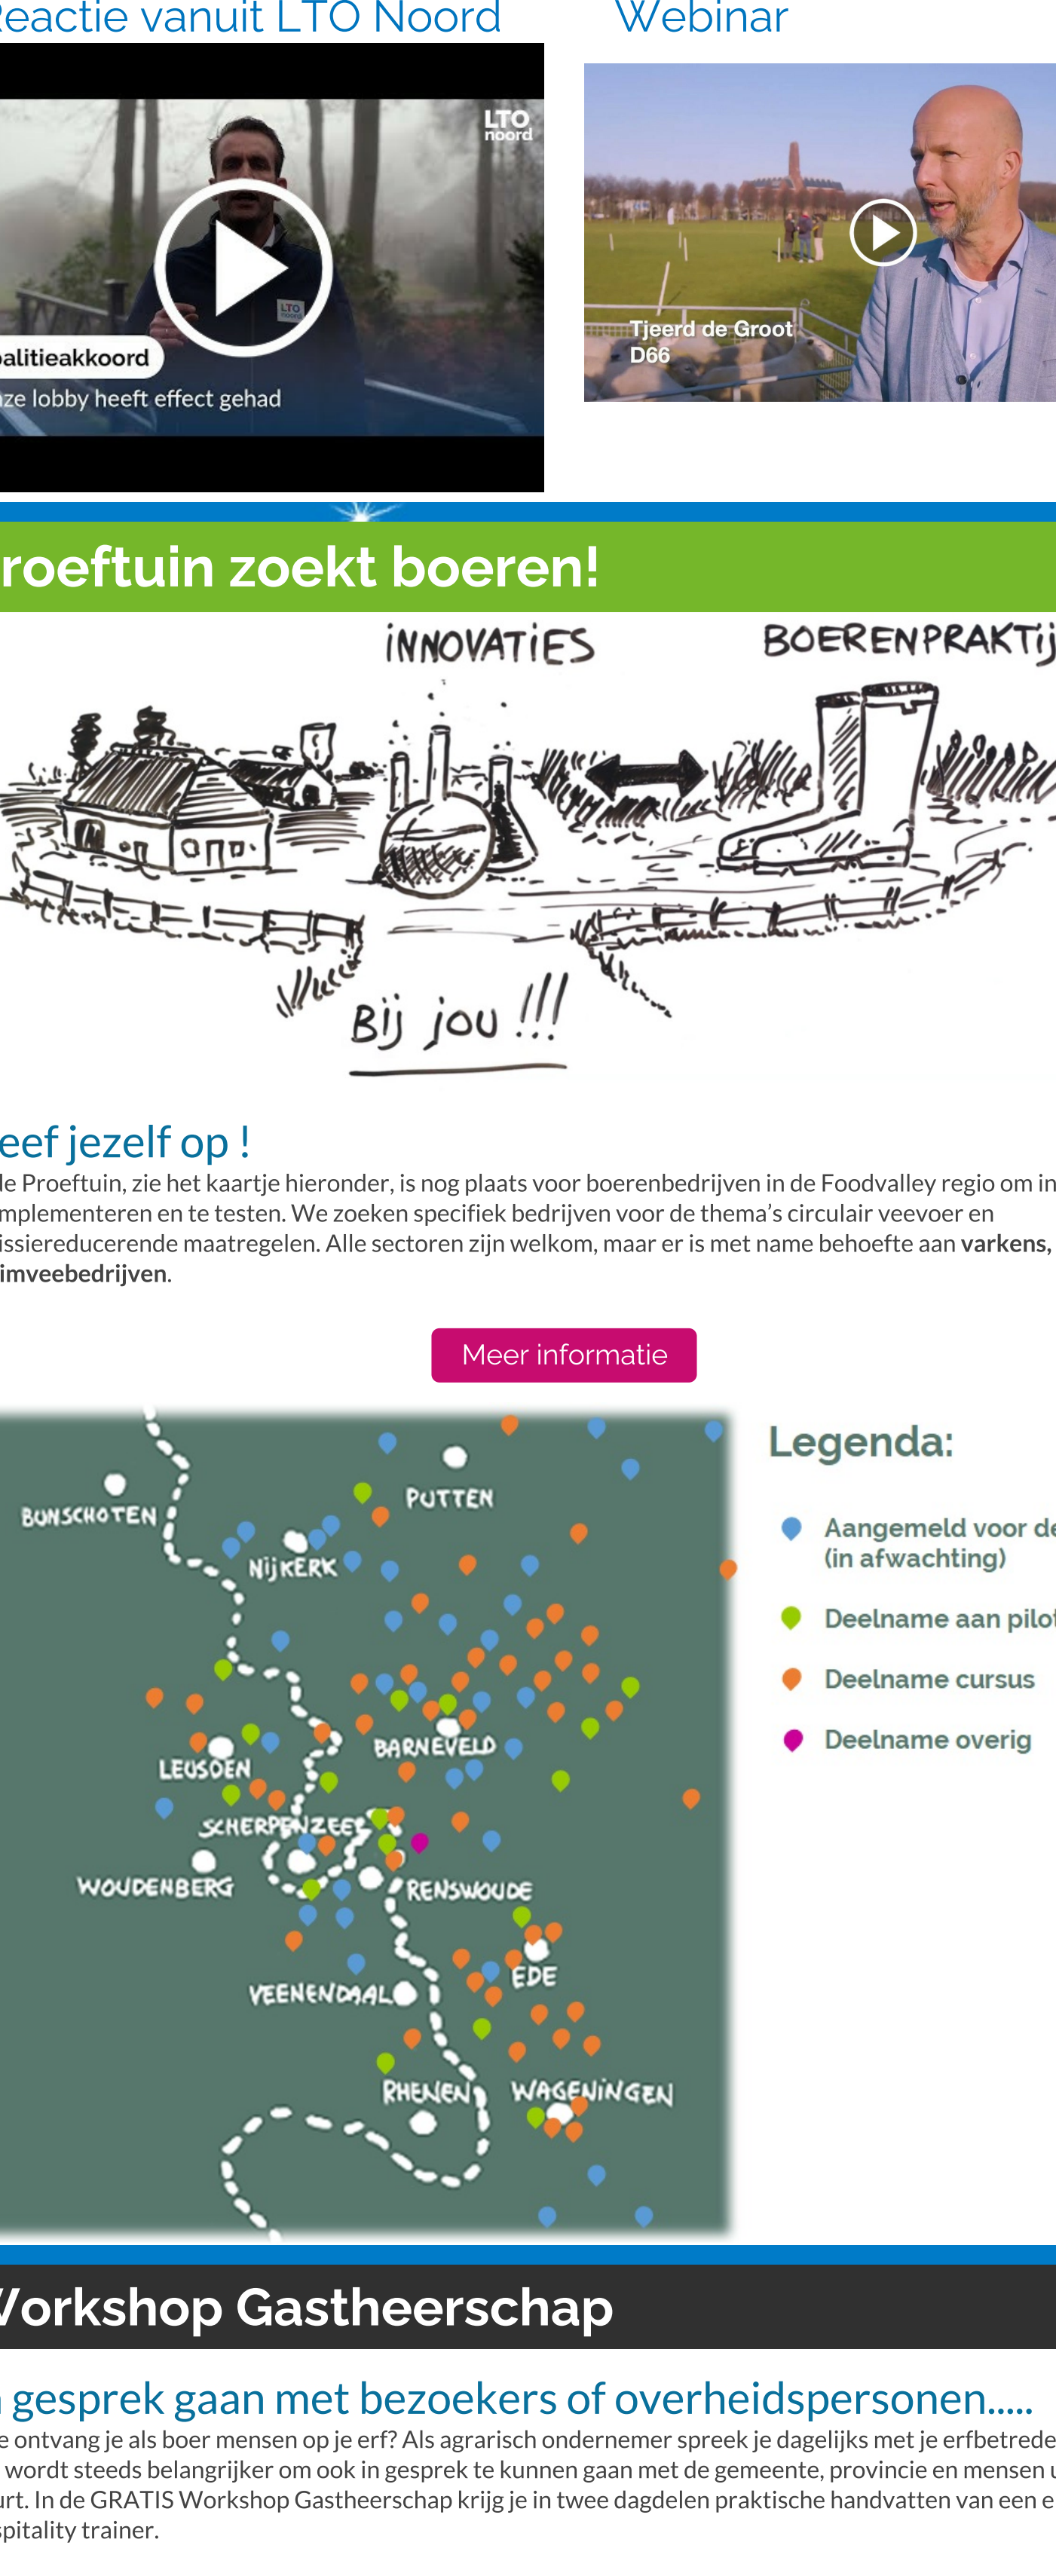 Reactie vanuit LTO Noord
Webinar
LTO
noord
LTO
noord
oalitieakkoord
nze lobby heeft effect gehad
Tjeerd de Groot
D66
roeftuin zoekt boeren!
INNOVATIES
BOERENPRAKTIJ
Bij jou !!!
eef jezelf op !
de Proeftuin, zie het kaartje hieronder, is nog plaats voor boerenbedrijven in de Foodvalley regio om in
mplementeren en te testen. We zoeken specifiek bedrijven voor de thema's circulair veevoer en
issiereducerende maatregelen. Alle sectoren zijn welkom, maar er is met name behoefte aan varkens,
imveebedrijven.
Meer informatie
Legenda:
Aangemeld voor de
(in afwachting)
Deelname aan pilot
Deelname cursus
Deelname overig
PUTTEN
BUNSCHOTEN
NIJKERK
BARNEVELD
LEUSDEN
SCHERPENZEEL
WOUDENBERG
RENSWOUDE
EDE
VEENENDAAL
RHENEN
WAGENINGEN
Workshop Gastheerschap
gesprek gaan met bezoekers of overheidspersonen.....
e ontvang je als boer mensen op je erf? Als agrarisch ondernemer spreek je dagelijks met je erfbetrede
wordt steeds belangrijker om ook in gesprek te kunnen gaan met de gemeente, provincie en mensen u
urt. In de GRATIS Workshop Gastheerschap krijg je in twee dagdelen praktische handvatten van een e
spitality trainer.